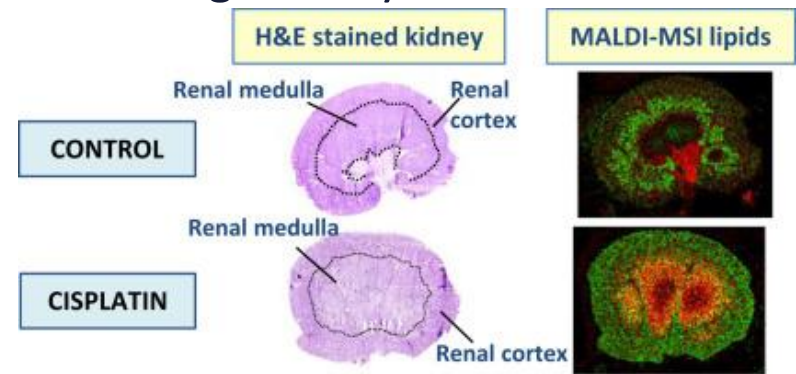 H&E stained kidney
MALDI-MSI lipids
CONTROL
Renal medulla
Renal
cortex
CISPLATIN
Renal medulla
Renal cortex